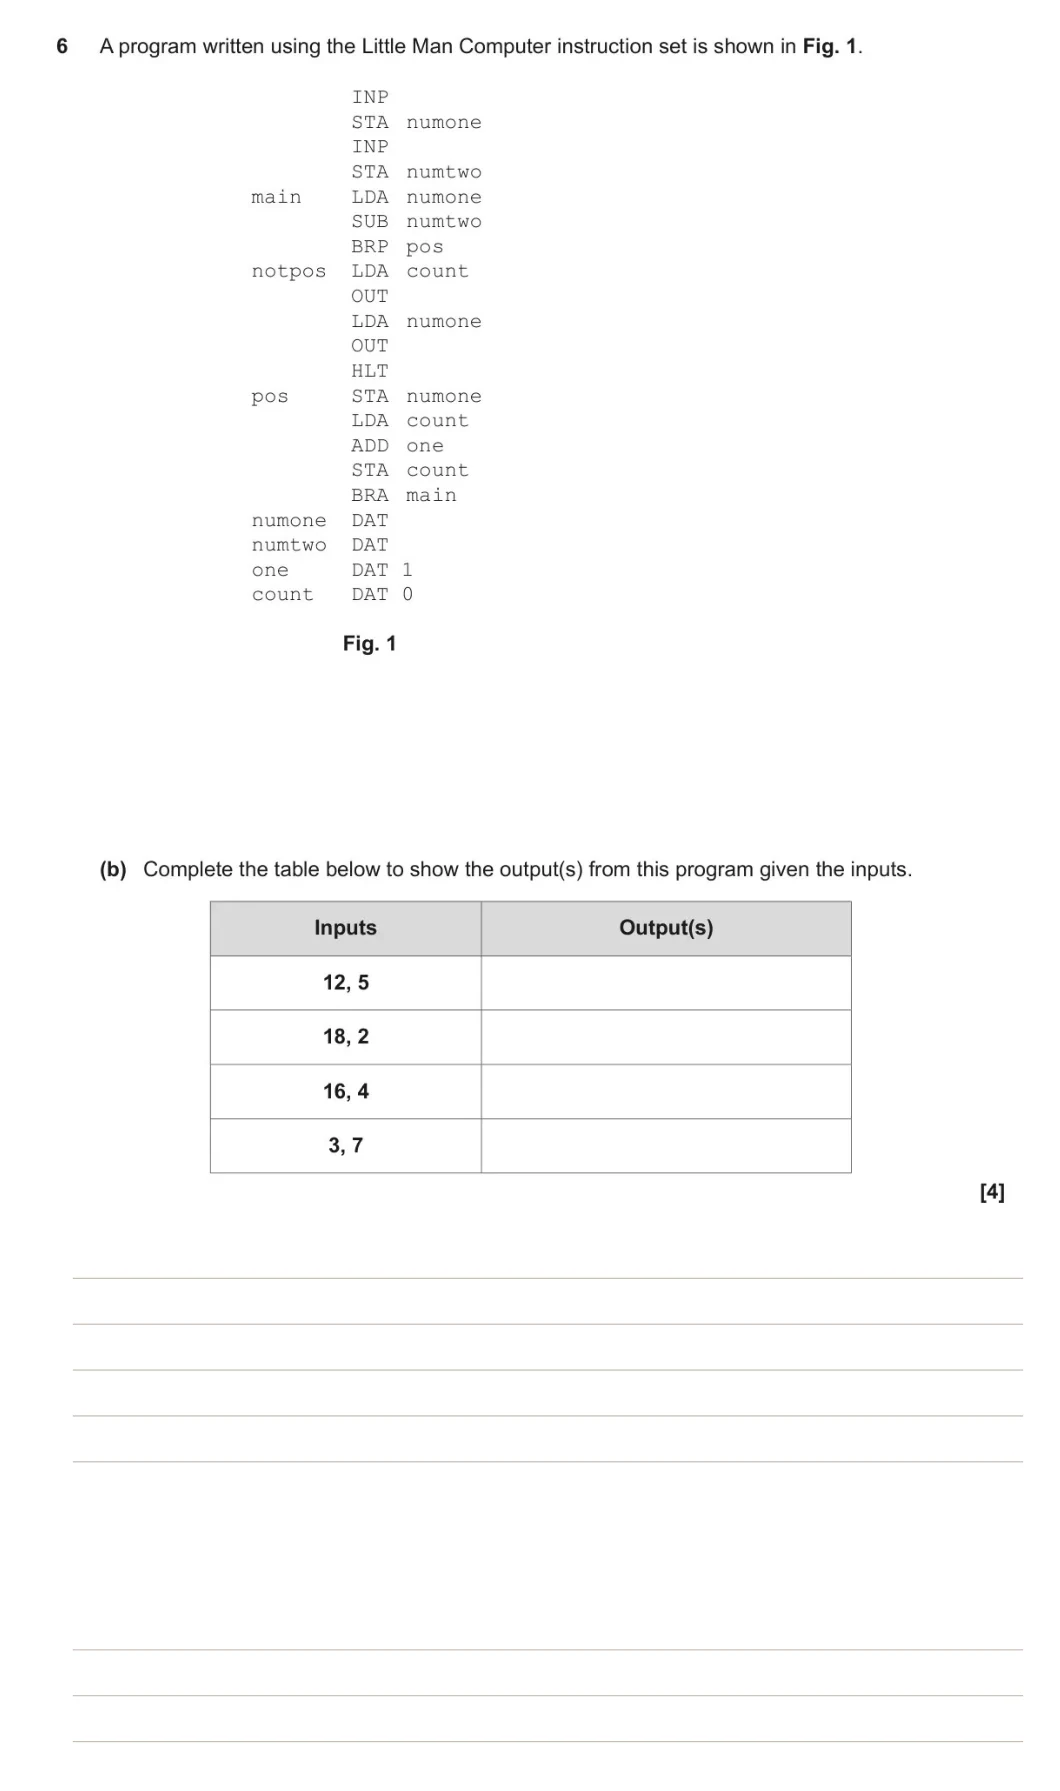 6 A program written using the Little Man Computer instruction set is shown in Fig. 1.
INP
STA numone
INP
STA numtwo
main LDA numone
SUB numtwo
BRP pos
notpos LDA count
OUT
LDA numone
OUT
HLT
pos STA numone
LDA count
ADD one
STA count
BRA main
numone DAT
numtwo DAT
one DAT 1
count DAT 0
Fig. 1
(b) Complete the table below to show the output(s) from this program given the inputs.
Inputs Output(s)
12, 5
18, 2
16, 4
3, 7
[4]